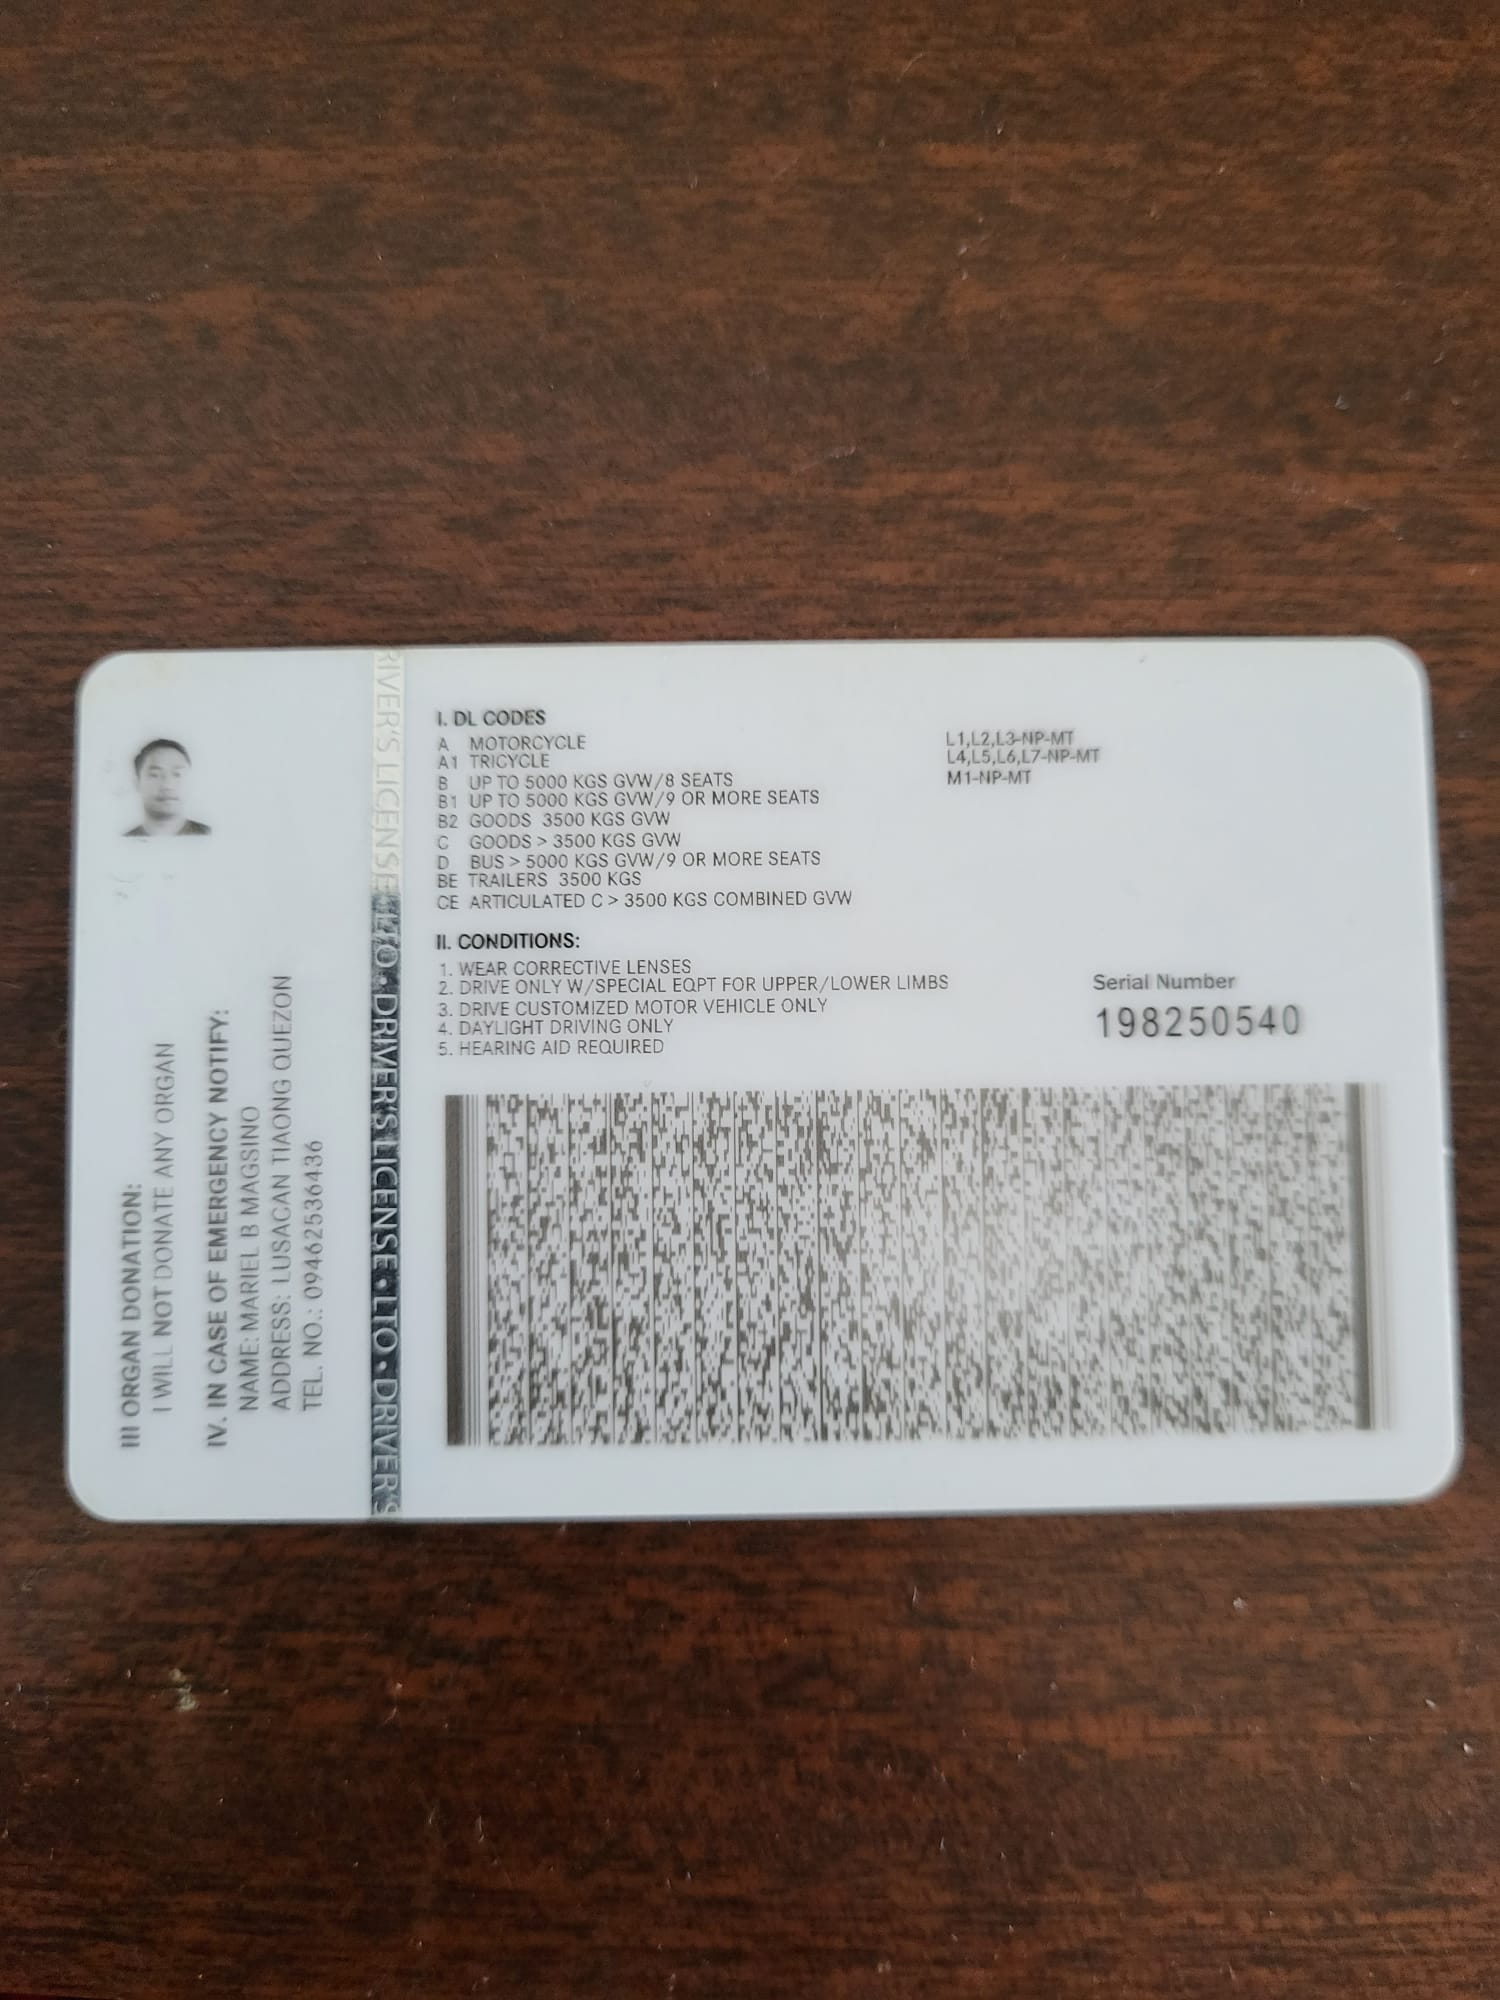 I. DL CODES
A MOTORCYCLE L1,L2,L3-NP-MT
A1 TRICYCLE L4,L5,L6,L7-NP-MT
B UP TO 5000 KGS GVW/8 SEATS M1-NP-MT
B1 UP TO 5000 KGS GVW/9 OR MORE SEATS
B2 GOODS 3500 KGS GVW
C GOODS > 3500 KGS GVW
D BUS > 5000 KGS GVW/9 OR MORE SEATS
BE TRAILERS 3500 KGS
CE ARTICULATED C > 3500 KGS COMBINED GVW
II. CONDITIONS:
1. WEAR CORRECTIVE LENSES
2. DRIVE ONLY W/SPECIAL EQPT FOR UPPER/LOWER LIMBS
3. DRIVE CUSTOMIZED MOTOR VEHICLE ONLY
4. DAYLIGHT DRIVING ONLY
5. HEARING AID REQUIRED
Serial Number
198250540
III ORGAN DONATION:
I WILL NOT DONATE ANY ORGAN
IV. IN CASE OF EMERGENCY NOTIFY:
NAME: MARIEL B MAGSINO
ADDRESS: LUSACAN TIAONG QUEZON
TEL. NO.: 09462536436
RIVER'S LICENSE • LTO • DRIVER'S LICENSE • LTO • DRIVER'S